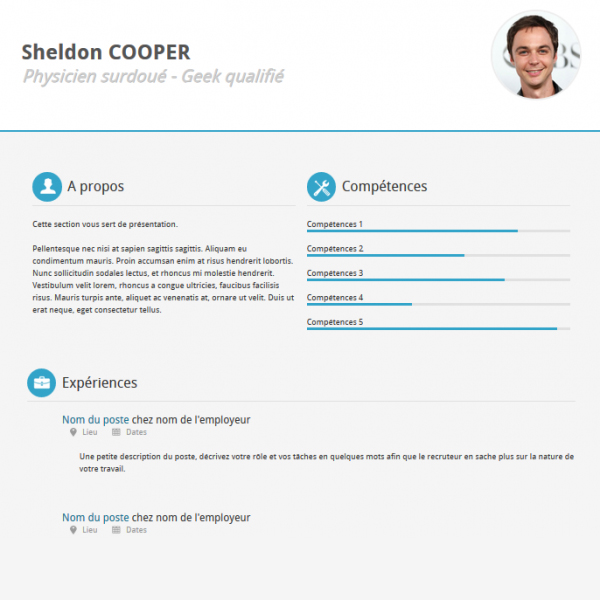 Sheldon COOPER
Physicien surdoué - Geek qualifié
A propos
Cette section vous sert de présentation.
Pellentesque nec nisi at sapien sagittis sagittis. Aliquam eu
condimentum mauris. Proin accumsan enim at risus hendrerit lobortis.
Nunc sollicitudin sodales lectus, et rhoncus mi molestie hendrerit.
Vestibulum velit lorem, rhoncus a congue ultricies, faucibus facilisis
risus. Mauris turpis ante, aliquet ac venenatis at, ornare ut velit. Duis ut
erat neque, eget consectetur tellus.
Compétences
Compétences 1
Compétences 2
Compétences 3
Compétences 4
Compétences 5
Expériences
Nom du poste chez nom de l'employeur
Lieu Dates
Une petite description du poste, décrivez votre rôle et vos tâches en quelques mots afin que le recruteur en sache plus sur la nature de
votre travail.
Nom du poste chez nom de l'employeur
Lieu Dates